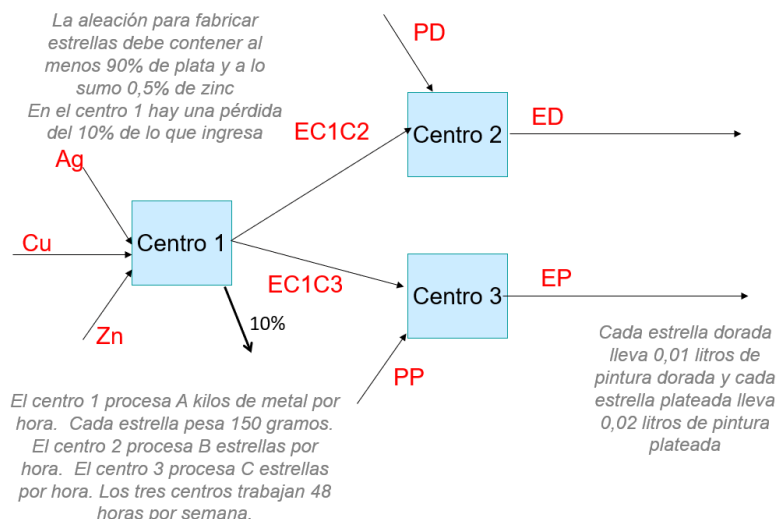 La aleación para fabricar
estrellas debe contener al
menos 90% de plata y a lo
sumo 0,5% de zinc
En el centro 1 hay una pérdida
del 10% de lo que ingresa
PD
Centro 2
ED
EC1C2
Ag
Cu
Centro 1
Zn
EC1C3
10%
Centro 3
EP
PP
Cada estrella dorada
lleva 0,01 litros de
pintura dorada y cada
estrella plateada lleva
0,02 litros de pintura
plateada
El centro 1 procesa A kilos de metal por
hora. Cada estrella pesa 150 gramos.
El centro 2 procesa B estrellas por
hora. El centro 3 procesa C estrellas
por hora. Los tres centros trabajan 48
horas por semana.